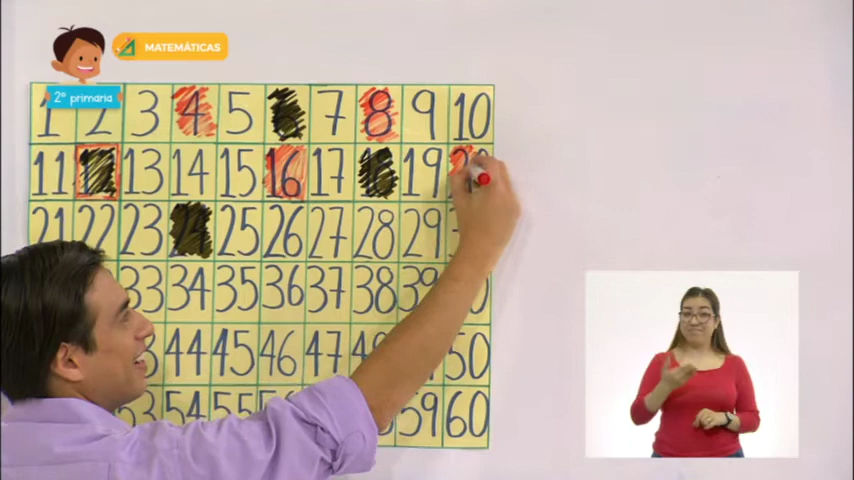 MATEMÁTICAS
2º primaria
1 2 3 4 5 6 7 8 9 10
11 13 14 15 16 17 18 19
21 22 23 25 26 27 28 29
33 34 35 36 37 38 39
44 45 46 47 50
53 54 55 59 60